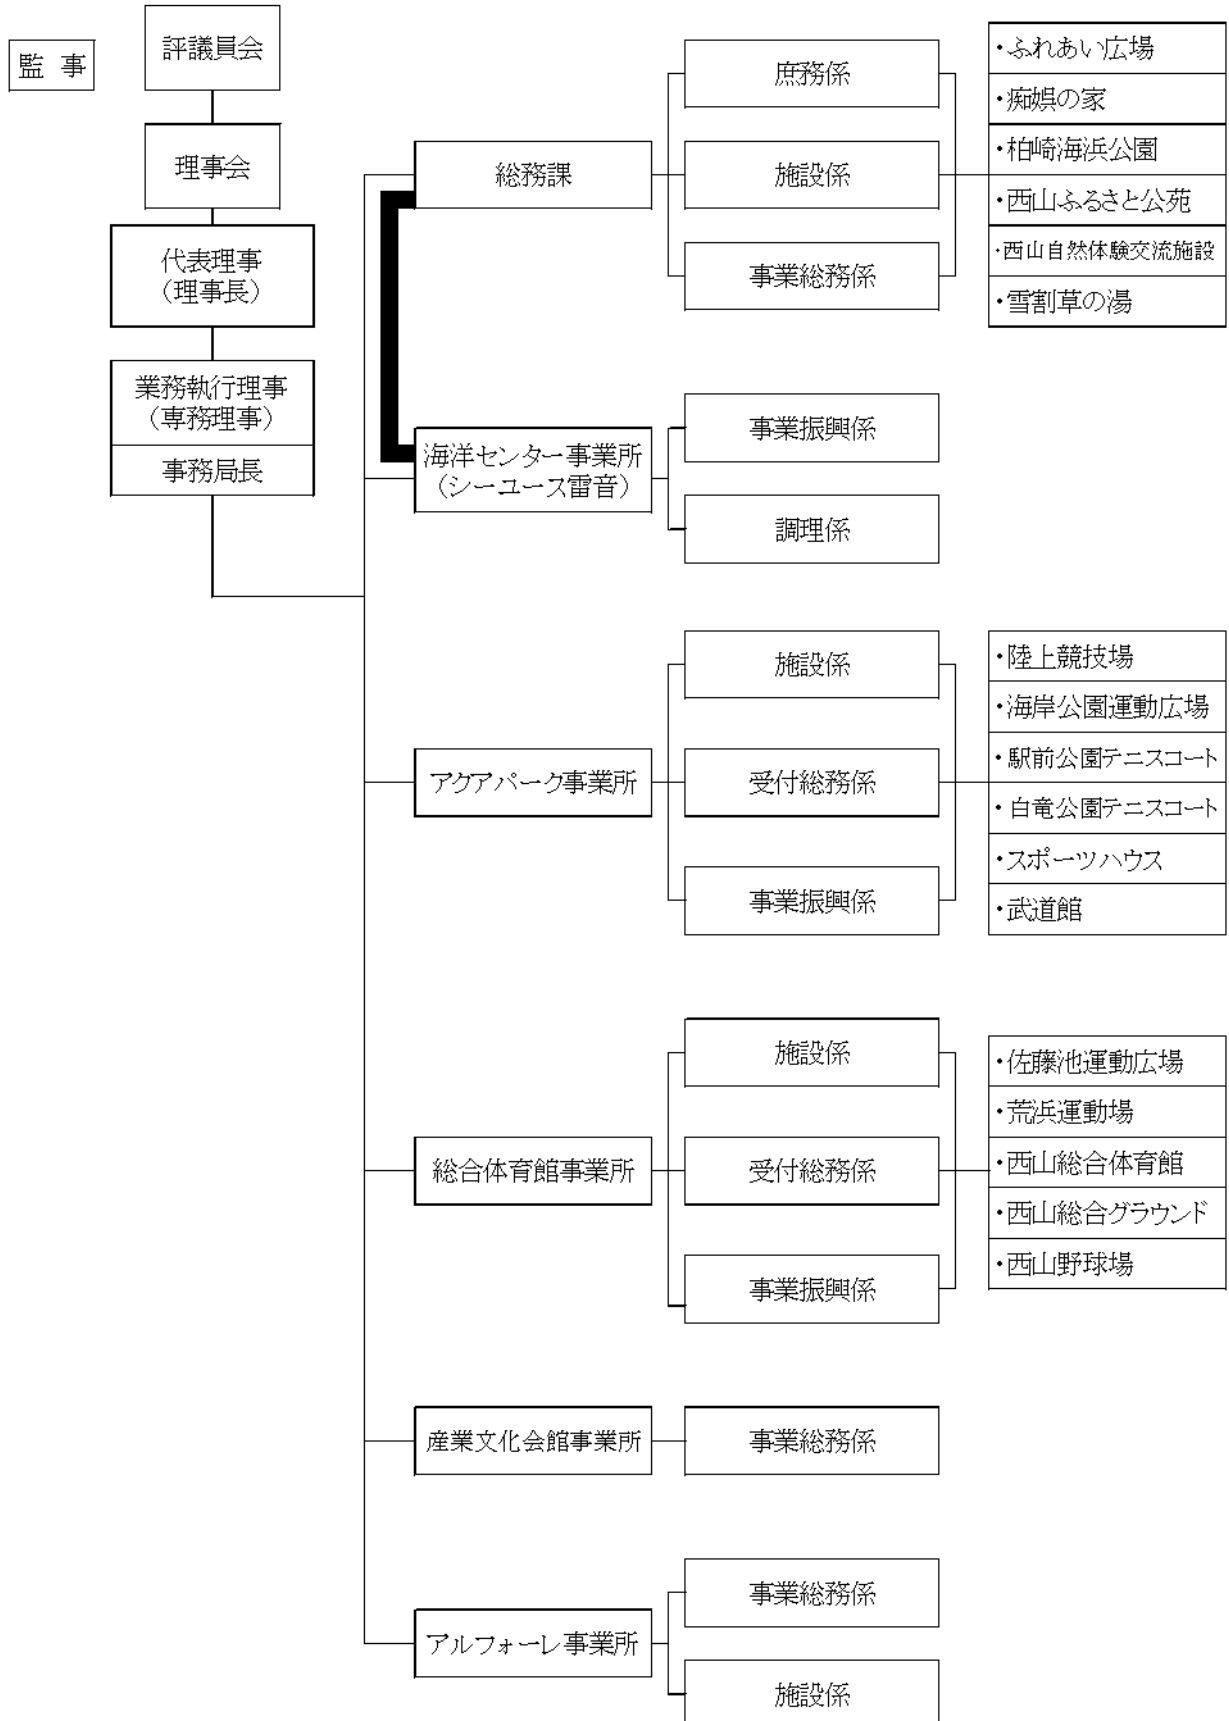 監 事
評議員会
理事会
代表理事
（理事長）
業務執行理事
（専務理事）
事務局長
総務課
庶務係
施設係
事業総務係
・ふれあい広場
・痴娯の家
・柏崎海浜公園
・西山ふるさと公苑
・西山自然体験交流施設
・雪割草の湯
海洋センター事業所
（シーユース雷音）
事業振興係
調理係
アクアパーク事業所
施設係
受付総務係
事業振興係
・陸上競技場
・海岸公園運動広場
・駅前公園テニスコート
・白竜公園テニスコート
・スポーツハウス
・武道館
総合体育館事業所
施設係
受付総務係
事業振興係
・佐藤池運動広場
・荒浜運動場
・西山総合体育館
・西山総合グラウンド
・西山野球場
産業文化会館事業所
事業総務係
アルフォーレ事業所
事業総務係
施設係